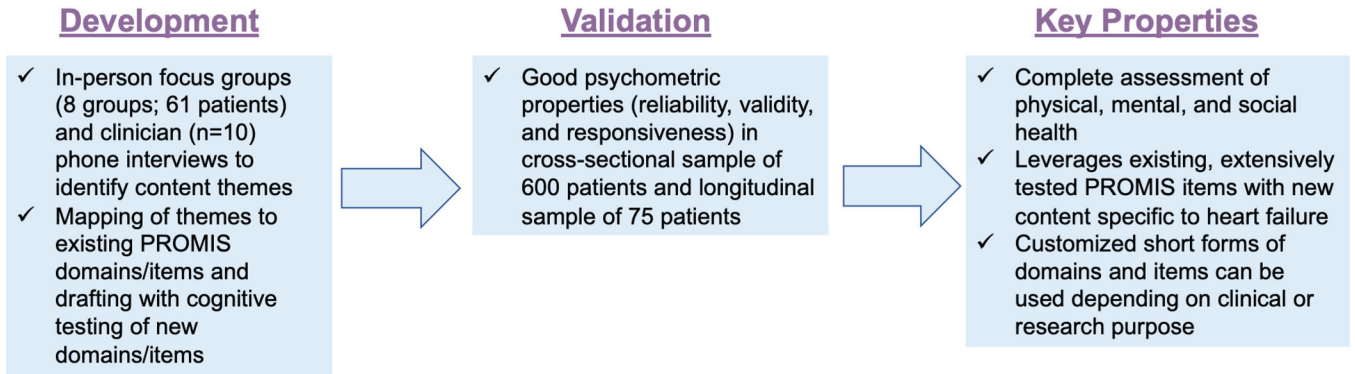 Development
✓ In-person focus groups
(8 groups; 61 patients)
and clinician (n=10)
phone interviews to
identify content themes
✓ Mapping of themes to
existing PROMIS
domains/items and
drafting with cognitive
testing of new
domains/items
Validation
✓ Good psychometric
properties (reliability, validity,
and responsiveness) in
cross-sectional sample of
600 patients and longitudinal
sample of 75 patients
Key Properties
✓ Complete assessment of
physical, mental, and social
health
✓ Leverages existing, extensively
tested PROMIS items with new
content specific to heart failure
✓ Customized short forms of
domains and items can be
used depending on clinical or
research purpose